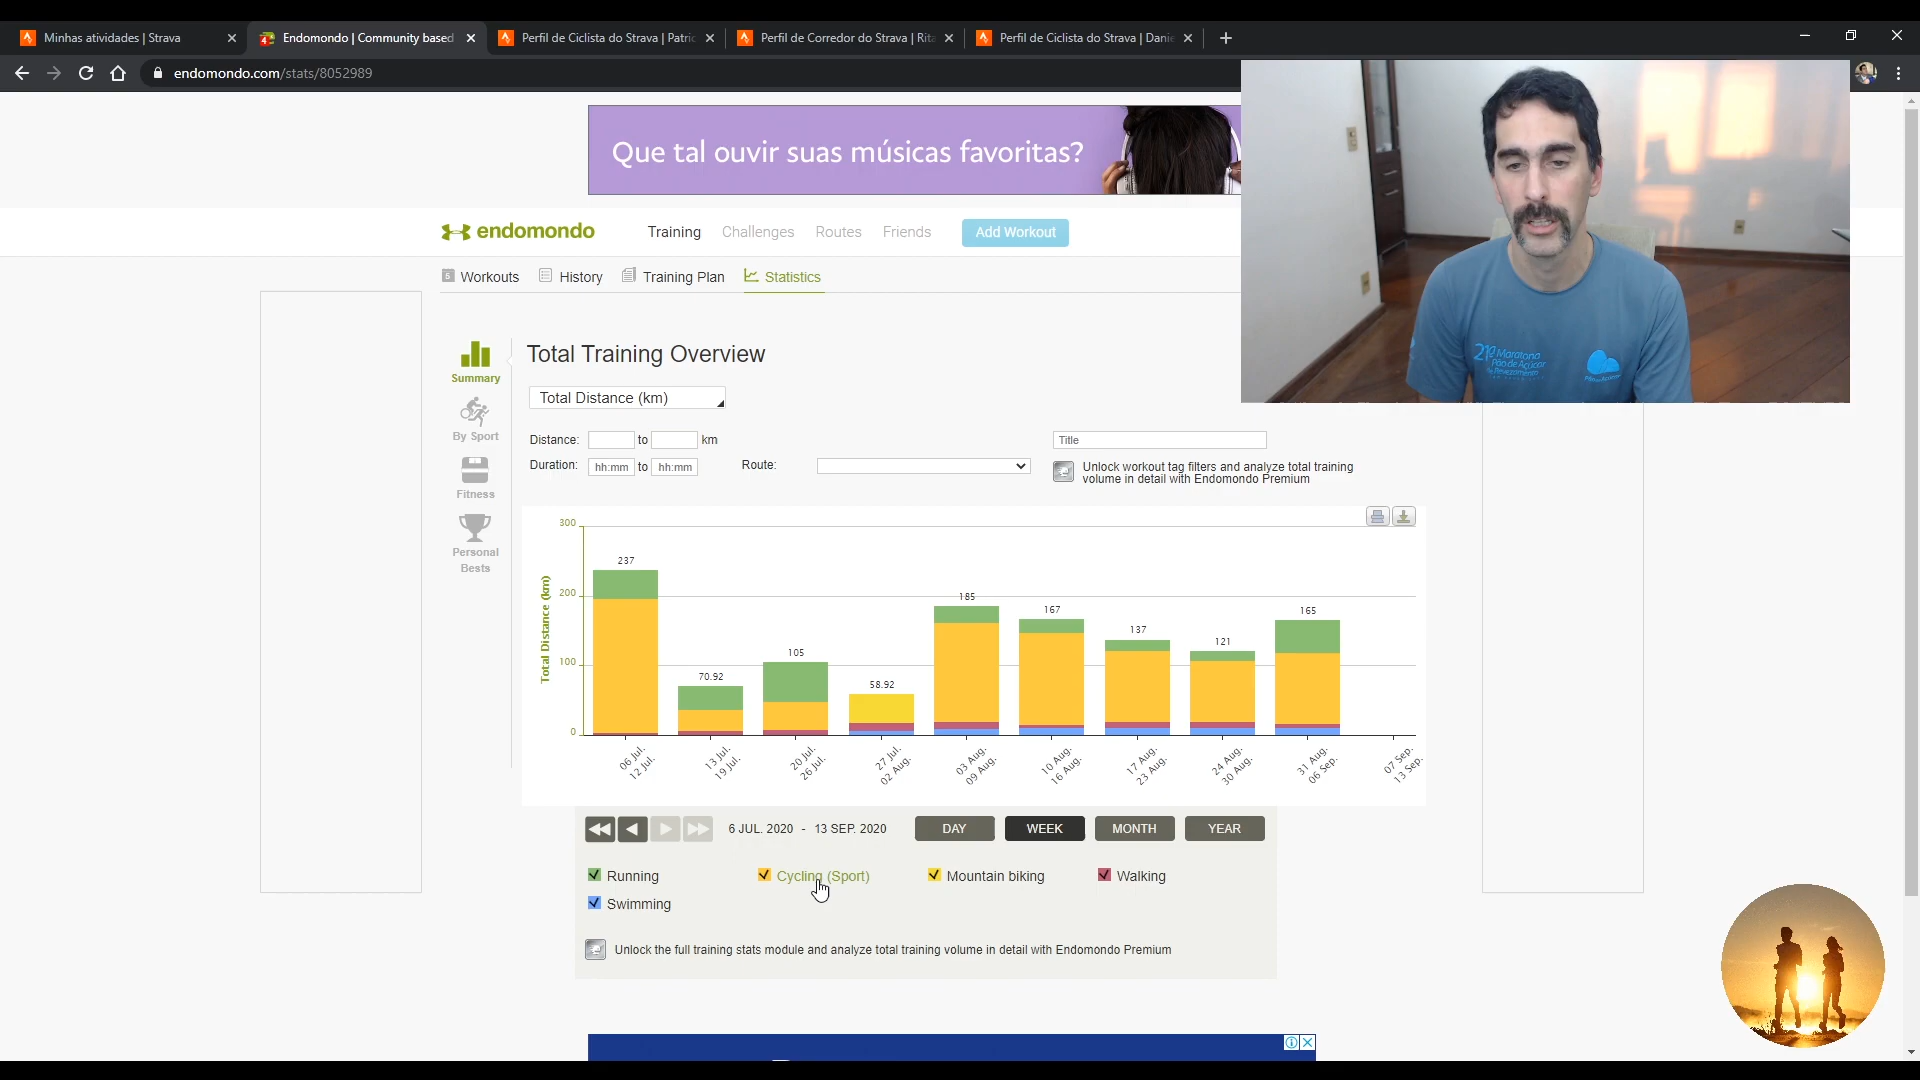 Minhas atividades | Strava
Endomondo | Community based
Perfil de Ciclista do Strava | Patric
Perfil de Corredor do Strava | Rita
Perfil de Ciclista do Strava | Danie
endomondo.com/stats/8052989
Que tal ouvir suas músicas favoritas?
endomondo
Training
Challenges
Routes
Friends
Add Workout
Workouts
History
Training Plan
Statistics
21ª Maratona
Pão de Açúcar
de Revezamento
Summary
By Sport
Fitness
Personal
Bests
Total Training Overview
Total Distance (km)
Distance: to km
Title
Duration: hh:mm to hh:mm
Route:
Unlock workout tag filters and analyze total training
volume in detail with Endomondo Premium
Total Distance (km)
300
200
100
0
237
70.92
105
58.92
185
167
137
121
165
06 Jul.
12 Jul.
13 Jul.
19 Jul.
20 Jul.
26 Jul.
27 Jul.
02 Aug.
03 Aug.
09 Aug.
10 Aug.
16 Aug.
17 Aug.
23 Aug.
24 Aug.
30 Aug.
31 Aug.
06 Sep.
07 Sep.
13 Sep.
6 JUL. 2020 - 13 SEP. 2020
DAY
WEEK
MONTH
YEAR
Running
Cycling (Sport)
Mountain biking
Walking
Swimming
Unlock the full training stats module and analyze total training volume in detail with Endomondo Premium